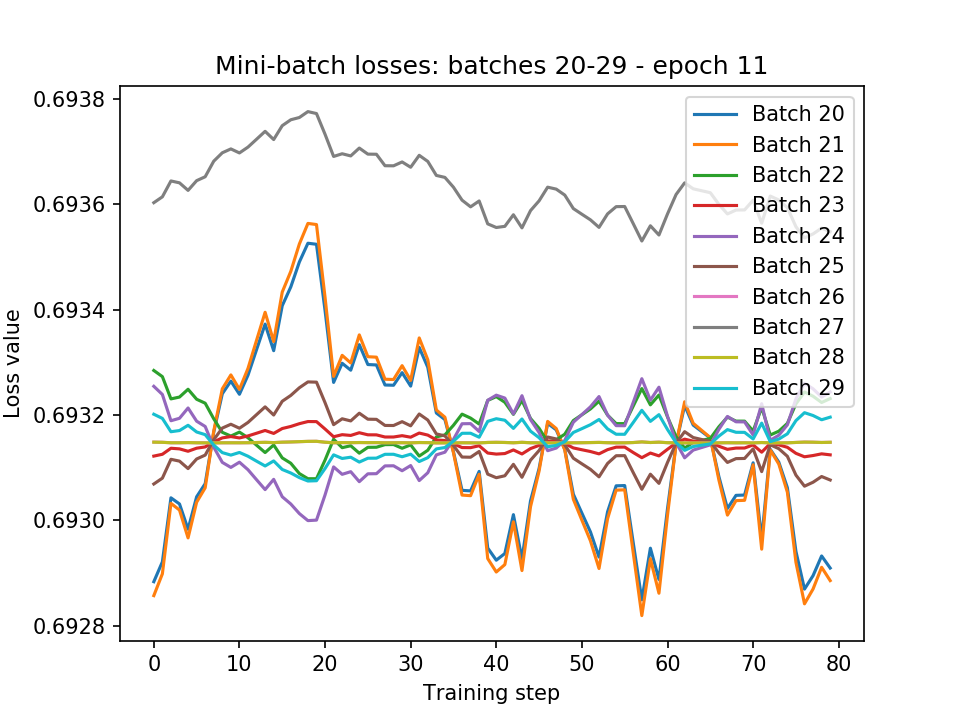 Mini-batch losses: batches 20-29 - epoch 11
0.6938
0.6936
0.6934
0.6932
0.6930
0.6928
Loss value
0
10
20
30
40
50
60
70
80
Training step
Batch 20
Batch 21
Batch 22
Batch 23
Batch 24
Batch 25
Batch 26
Batch 27
Batch 28
Batch 29